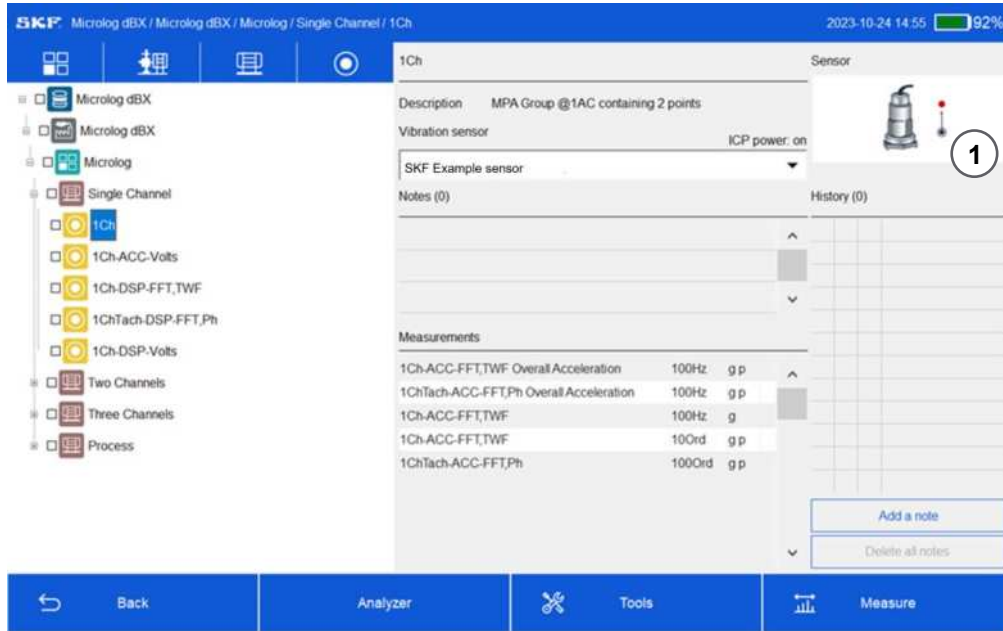 SKF. Microlog dBX / Microlog dBX / Microlog / Single Channel / 1Ch
2023-10-24 14:55 92%
Microlog dBX
Microlog dBX
Microlog
Single Channel
1Ch
1Ch-ACC-Volts
1Ch-DSP-FFT,TWF
1ChTach-DSP-FFT,Ph
1Ch-DSP-Volts
Two Channels
Three Channels
Process
1Ch
Description MPA Group @1AC containing 2 points
Vibration sensor ICP power: on
SKF Example sensor
Notes (0)
Measurements
1Ch-ACC-FFT,TWF Overall Acceleration 100Hz g p
1ChTach-ACC-FFT,Ph Overall Acceleration 100Hz g p
1Ch-ACC-FFT,TWF 100Hz g
1Ch-ACC-FFT,TWF 10Ord g p
1ChTach-ACC-FFT,Ph 100Ord g p
Sensor
1
History (0)
Add a note
Delete all notes
Back Analyzer Tools Measure